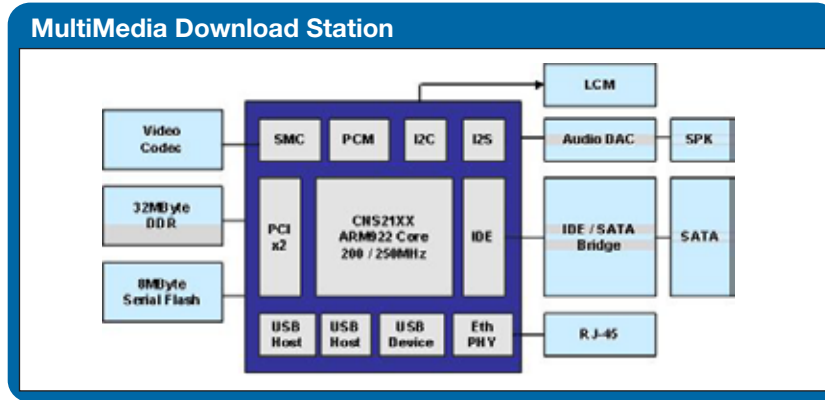 MultiMedia Download Station
LCM
Video
Codec
SMC
PCM
I2C
I2S
Audio DAC
SPK
32MByte
DDR
PCI
x2
CNS21XX
ARM922 Core
200 / 250MHz
IDE
IDE / SATA
Bridge
SATA
8MByte
Serial Flash
USB
Host
USB
Host
USB
Device
Eth
PHY
RJ-45